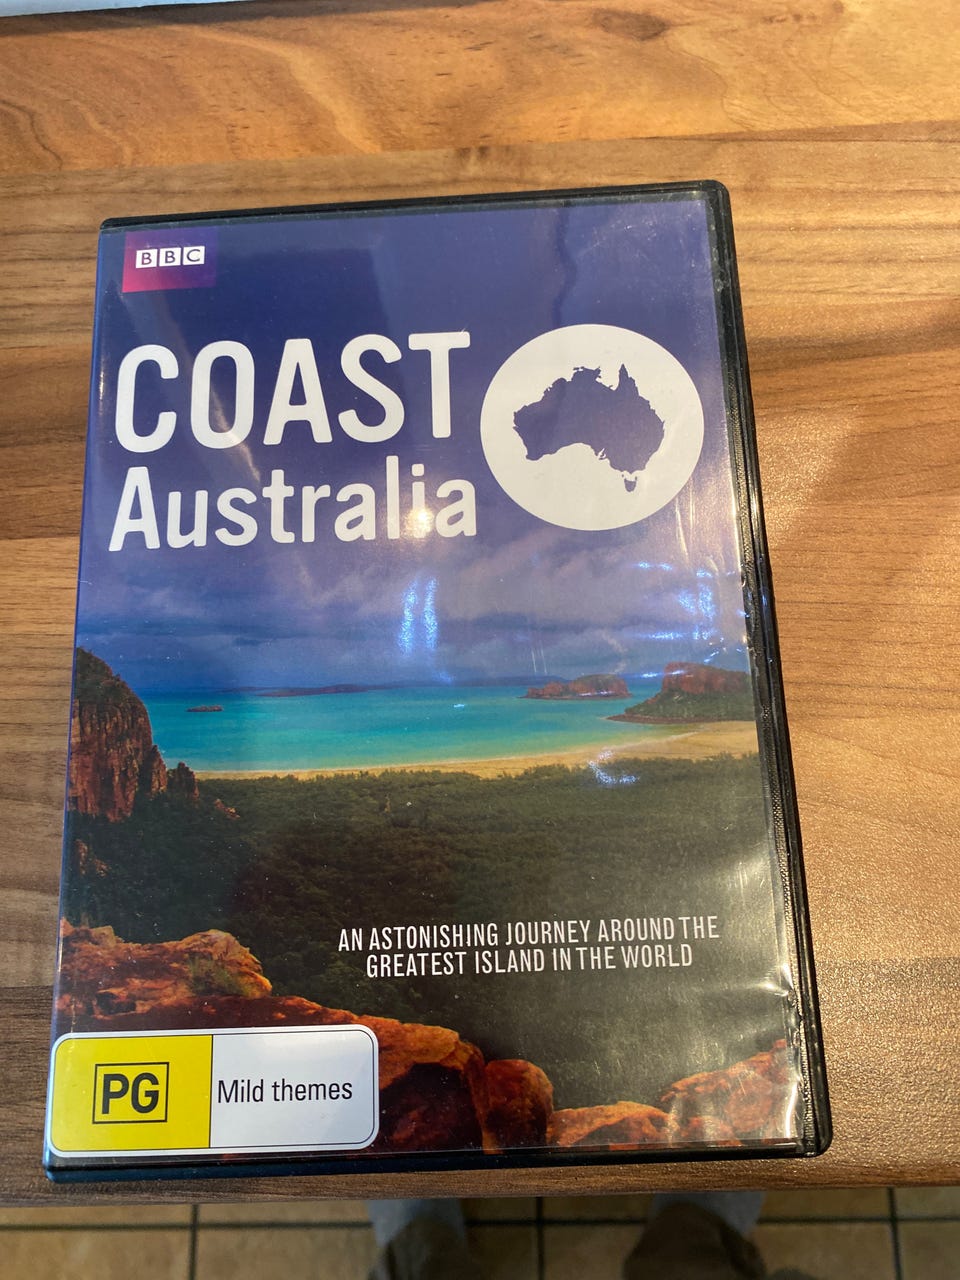 BBC
COAST
Australia
AN ASTONISHING JOURNEY AROUND THE
GREATEST ISLAND IN THE WORLD
PG Mild themes